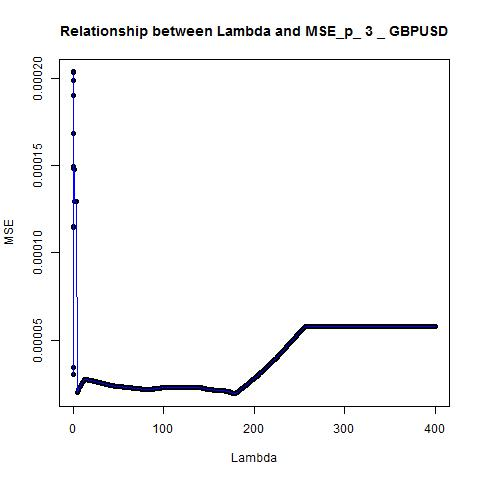 Relationship between Lambda and MSE_p_ 3 _ GBPUSD
MSE
0.00020
0.00015
0.00010
0.00005
0 100 200 300 400
Lambda